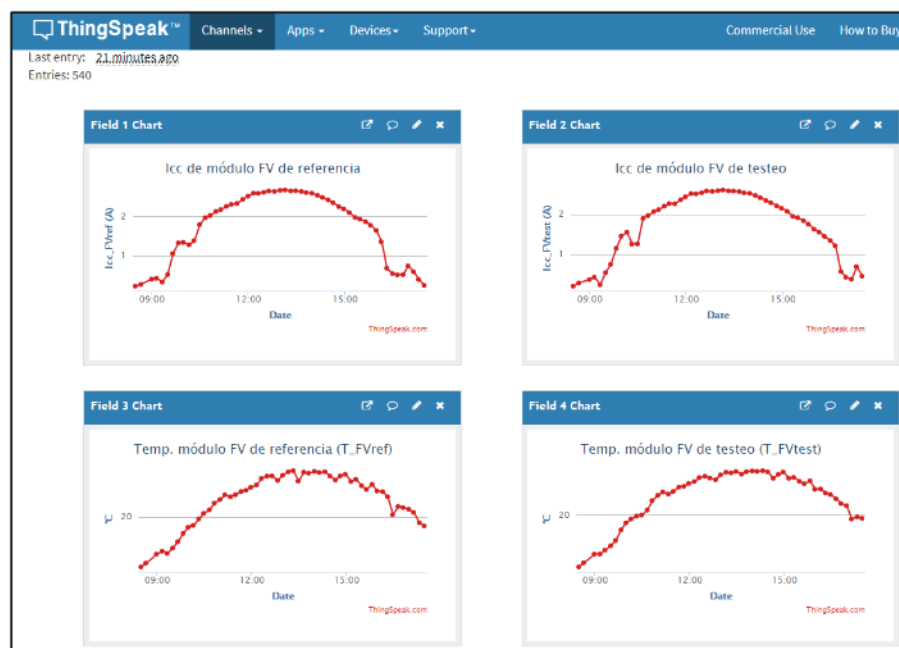 ThingSpeak™ Channels Apps Devices Support Commercial Use How to Buy
Last entry: 21 minutes ago
Entries: 540
Field 1 Chart
Icc de módulo FV de referencia
Icc_FVref (A)
2
1
09:00 12:00 15:00
Date
ThingSpeak.com
Field 2 Chart
Icc de módulo FV de testeo
Icc_FVtest (A)
2
1
09:00 12:00 15:00
Date
ThingSpeak.com
Field 3 Chart
Temp. módulo FV de referencia (T_FVref)
°C
20
09:00 12:00 15:00
Date
ThingSpeak.com
Field 4 Chart
Temp. módulo FV de testeo (T_FVtest)
°C
20
09:00 12:00 15:00
Date
ThingSpeak.com